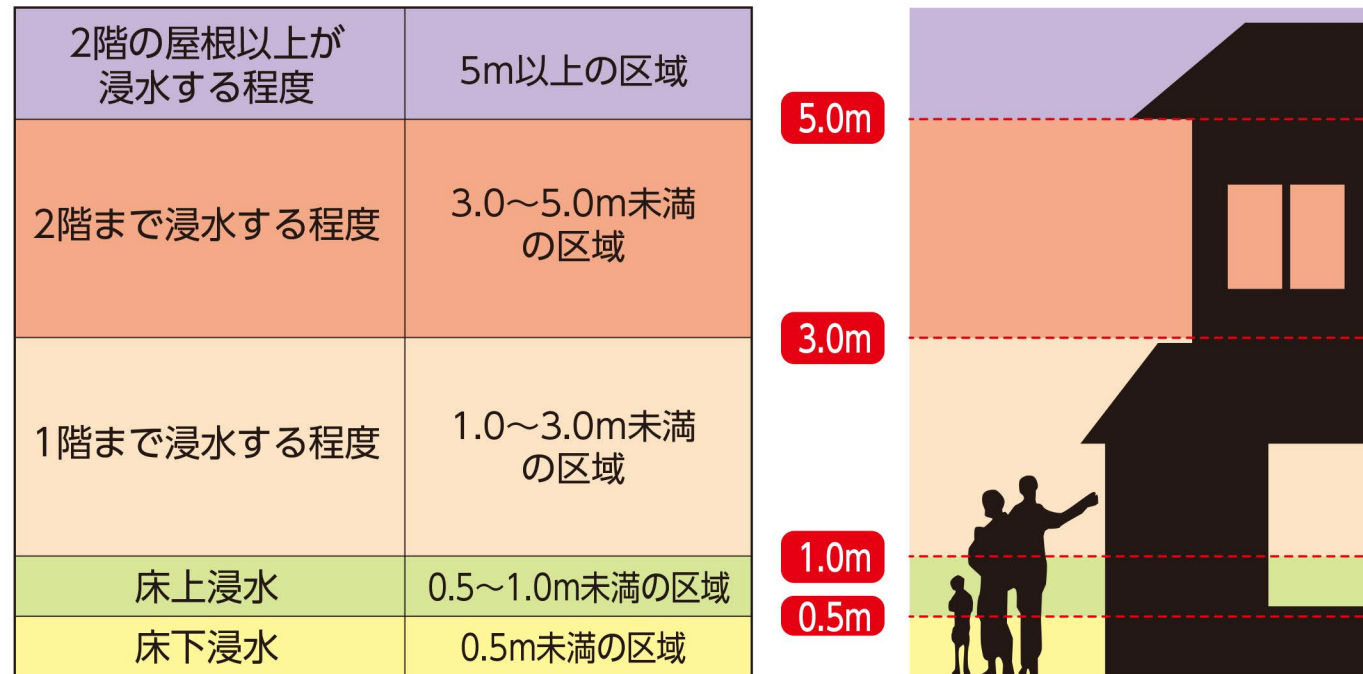 2階の屋根以上が
浸水する程度
5m以上の区域
5.0m
2階まで浸水する程度
3.0～5.0m未満
の区域
3.0m
1階まで浸水する程度
1.0～3.0m未満
の区域
1.0m
床上浸水
0.5～1.0m未満の区域
0.5m
床下浸水
0.5m未満の区域